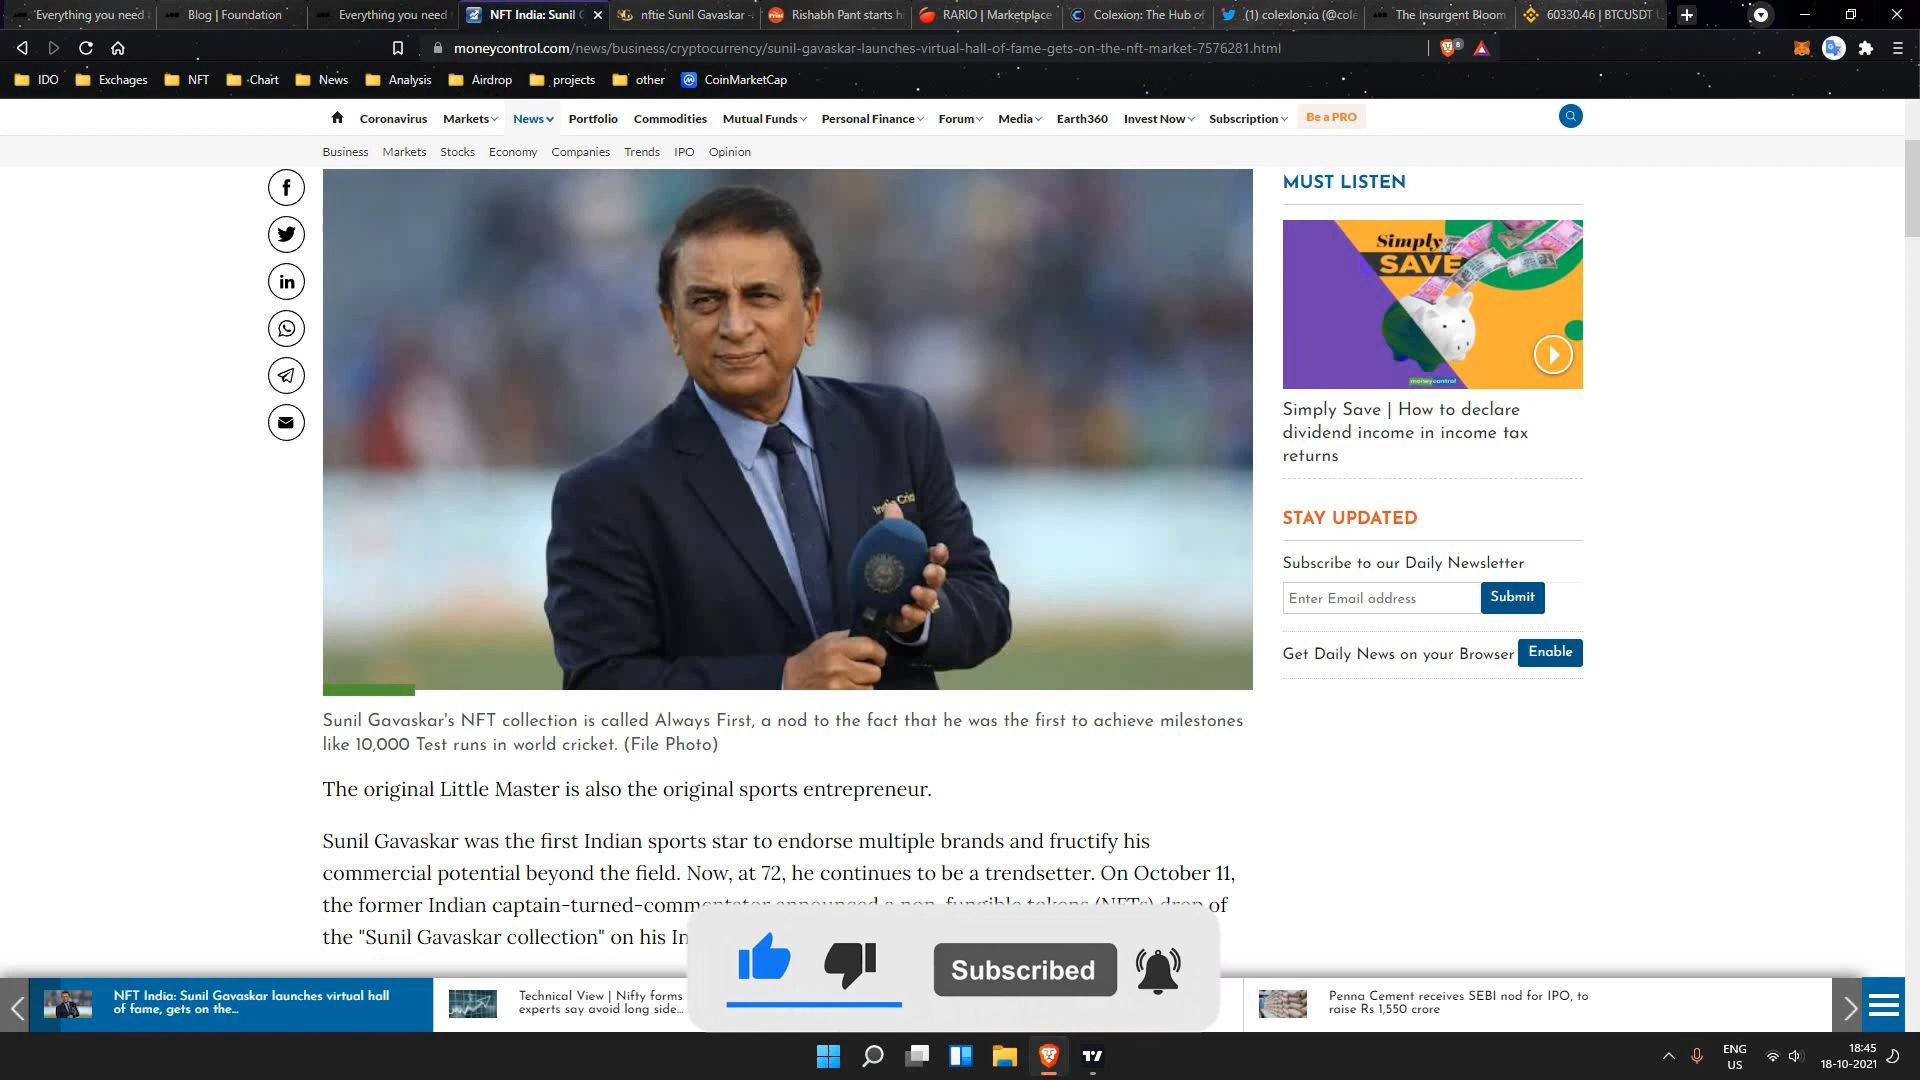 Everything you need
Blog | Foundation
Everything you need
NFT India: Sunil G
nftie Sunil Gavaskar -
Rishabh Pant starts h
RARIO | Marketplace
Colexion: The Hub of
(1) colexion.io (@cole
The Insurgent Bloom
60330.46 | BTCUSDT
moneycontrol.com/news/business/cryptocurrency/sunil-gavaskar-launches-virtual-hall-of-fame-gets-on-the-nft-market-7576281.html
8
IDO
Exchages
NFT
Chart
News
Analysis
Airdrop
projects
other
CoinMarketCap
Coronavirus
Markets
News
Portfolio
Commodities
Mutual Funds
Personal Finance
Forum
Media
Earth360
Invest Now
Subscription
Be a PRO
Business
Markets
Stocks
Economy
Companies
Trends
IPO
Opinion
MUST LISTEN
Simply
SAVE
moneycontrol
Simply Save | How to declare
dividend income in income tax
returns
STAY UPDATED
Subscribe to our Daily Newsletter
Enter Email address
Submit
Get Daily News on your Browser
Enable
Sunil Gavaskar's NFT collection is called Always First, a nod to the fact that he was the first to achieve milestones
like 10,000 Test runs in world cricket. (File Photo)
The original Little Master is also the original sports entrepreneur.
Sunil Gavaskar was the first Indian sports star to endorse multiple brands and fructify his
commercial potential beyond the field. Now, at 72, he continues to be a trendsetter. On October 11,
the former Indian captain-turned-commentator announced a non-fungible tokens (NFTs) drop of
the "Sunil Gavaskar collection" on his In
Subscribed
NFT India: Sunil Gavaskar launches virtual hall
of fame, gets on the...
Technical View | Nifty forms
experts say avoid long side...
Penna Cement receives SEBI nod for IPO, to
raise Rs 1,550 crore
ENG
US
18:45
18-10-2021